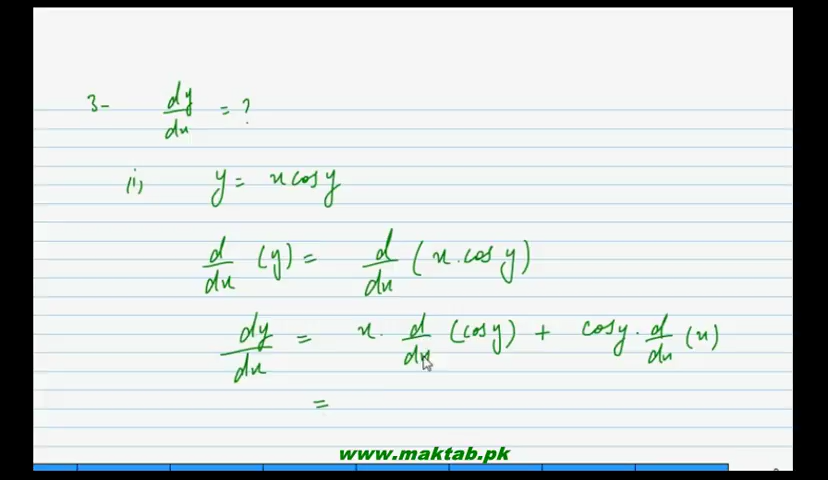 3- dy/dx = ?
(i) y = x cos y
d/dx (y) = d/dx (x . cos y)
dy/dx = x . d/dx (cos y) + cos y . d/dx (x)
=
www.maktab.pk